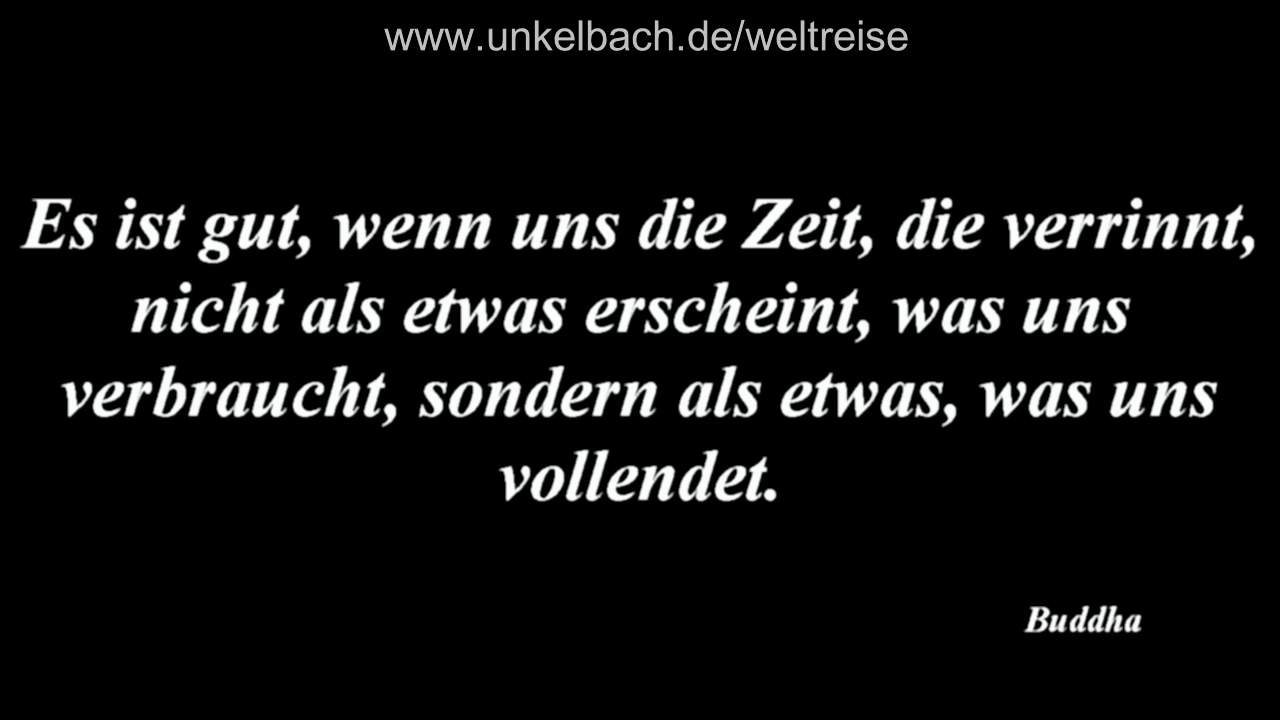 www.unkelbach.de/weltreise
Es ist gut, wenn uns die Zeit, die verrinnt,
nicht als etwas erscheint, was uns
verbraucht, sondern als etwas, was uns
vollendet.
Buddha